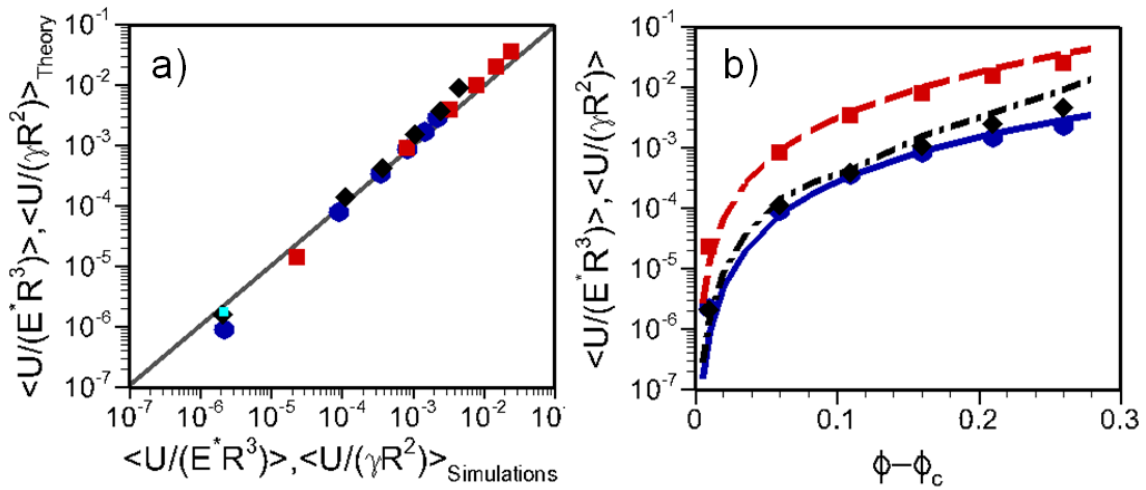 a)
<U/(E*R³)>,<U/(γR²)>Theory
10⁻¹
10⁻²
10⁻³
10⁻⁴
10⁻⁵
10⁻⁶
10⁻⁷
10⁻⁷ 10⁻⁶ 10⁻⁵ 10⁻⁴ 10⁻³ 10⁻² 10⁻
<U/(E*R³)>,<U/(γR²)>Simulations
b)
<U/(E*R³)>,<U/(γR²)>
10⁻¹
10⁻²
10⁻³
10⁻⁴
10⁻⁵
10⁻⁶
10⁻⁷
0 0.1 0.2 0.3
ϕ−ϕc